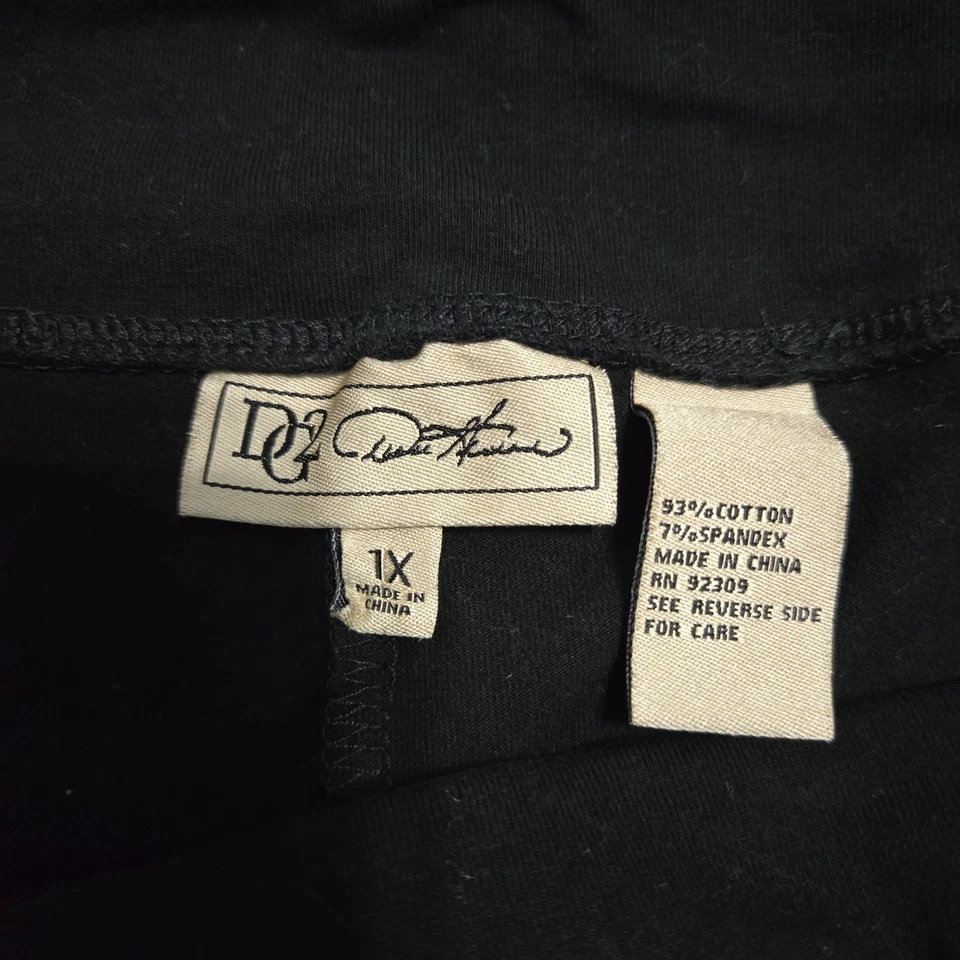 DG2
1X
MADE IN
CHINA
93%COTTON
7%SPANDEX
MADE IN CHINA
RN 92309
SEE REVERSE SIDE
FOR CARE